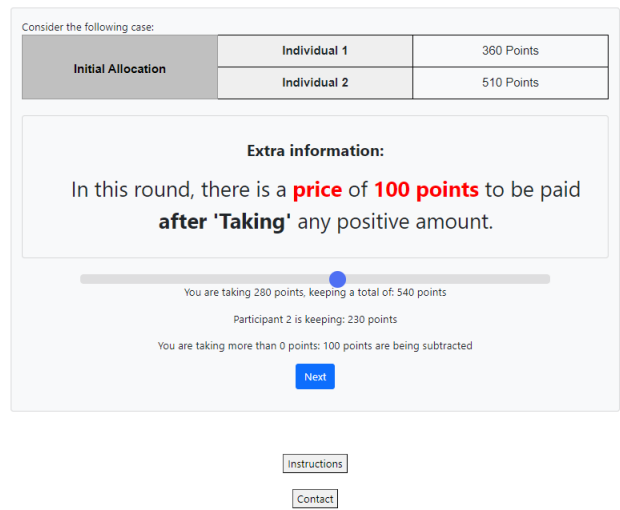 Consider the following case:
Initial Allocation
Individual 1
360 Points
Individual 2
510 Points
Extra information:
In this round, there is a price of 100 points to be paid
after 'Taking' any positive amount.
You are taking 280 points, keeping a total of: 540 points
Participant 2 is keeping: 230 points
You are taking more than 0 points: 100 points are being subtracted
Next
Instructions
Contact